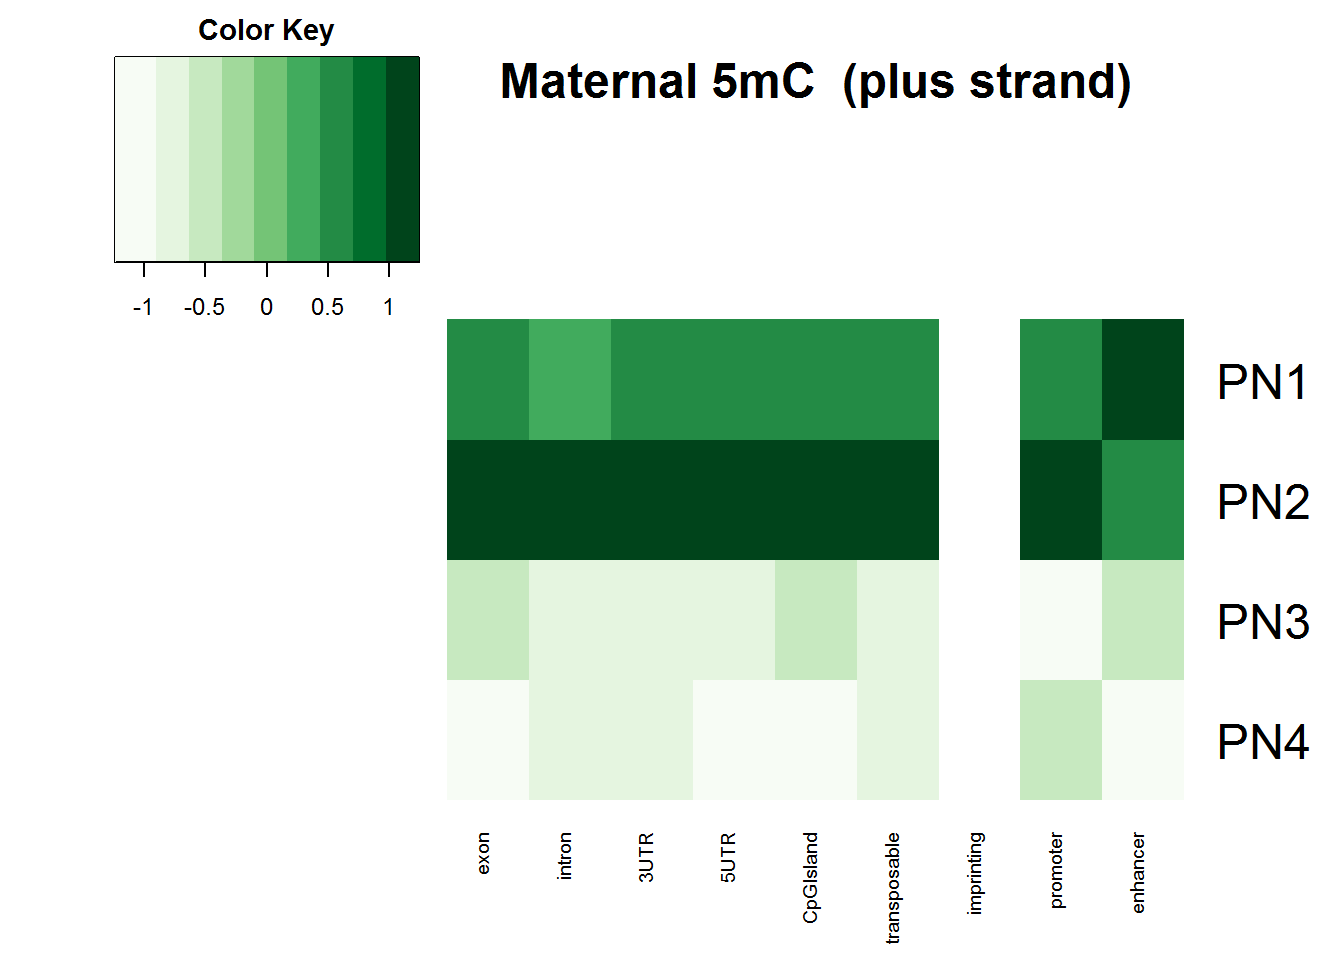 Color Key
Maternal 5mC  (plus strand)
-1 -0.5 0 0.5 1
PN1
PN2
PN3
PN4
exon
intron
3UTR
5UTR
CpGIsland
transposable
imprinting
promoter
enhancer